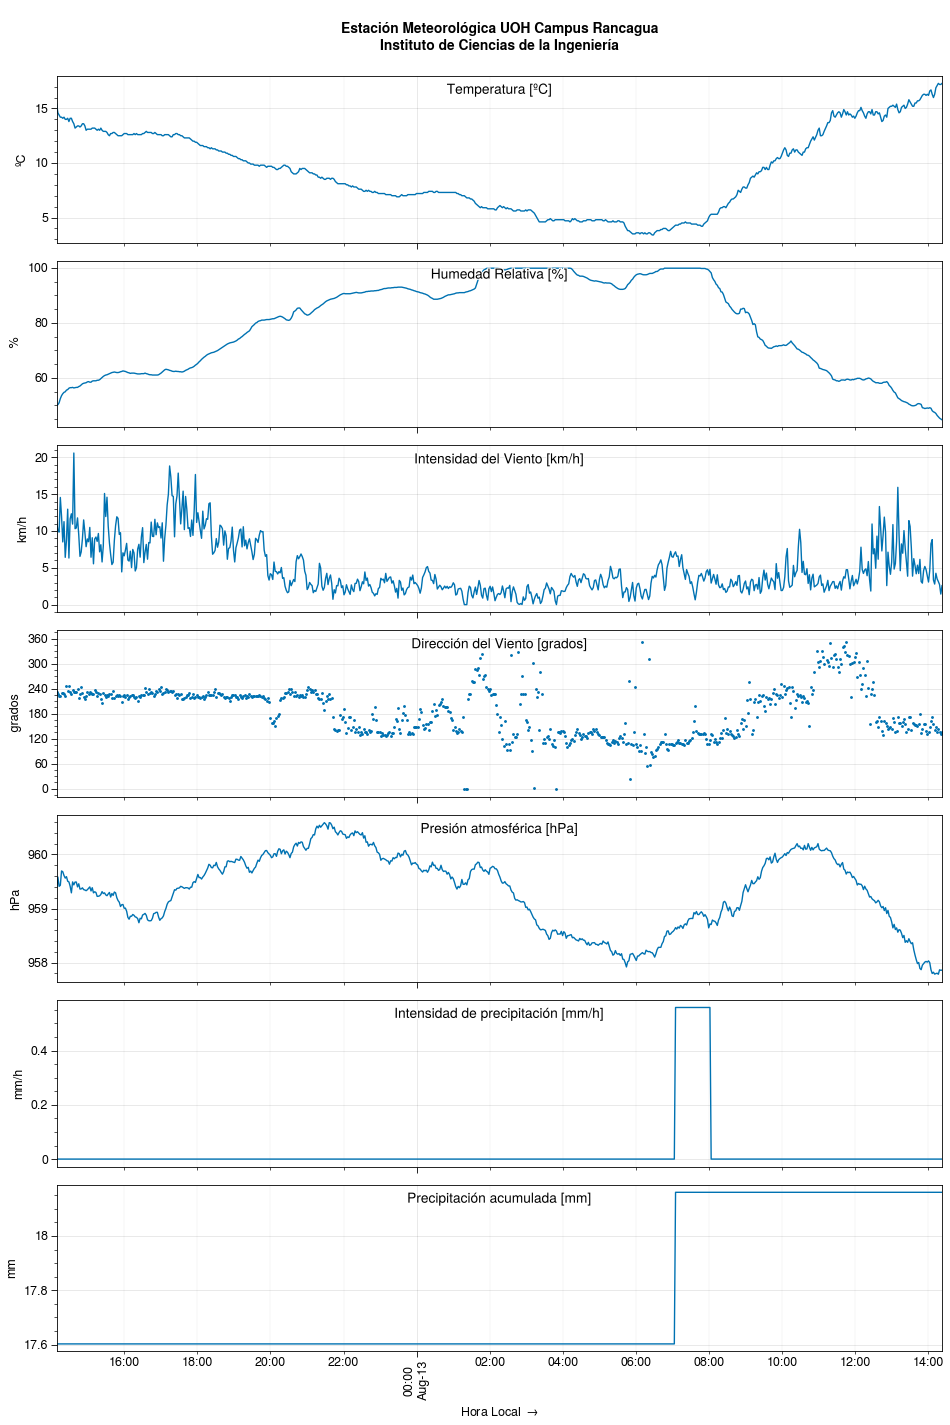 Estación Meteorológica UOH Campus Rancagua
Instituto de Ciencias de la Ingeniería
Temperatura [ºC]
15
10
5
ºC
Humedad Relativa [%]
100
80
60
%
Intensidad del Viento [km/h]
20
15
10
5
0
km/h
Dirección del Viento [grados]
360
300
240
180
120
60
0
grados
Presión atmosférica [hPa]
960
959
958
hPa
Intensidad de precipitación [mm/h]
0.4
0.2
0
mm/h
Precipitación acumulada [mm]
18
17.8
17.6
mm
16:00 18:00 20:00 22:00 00:00 02:00 04:00 06:00 08:00 10:00 12:00 14:00
Aug-13
Hora Local →